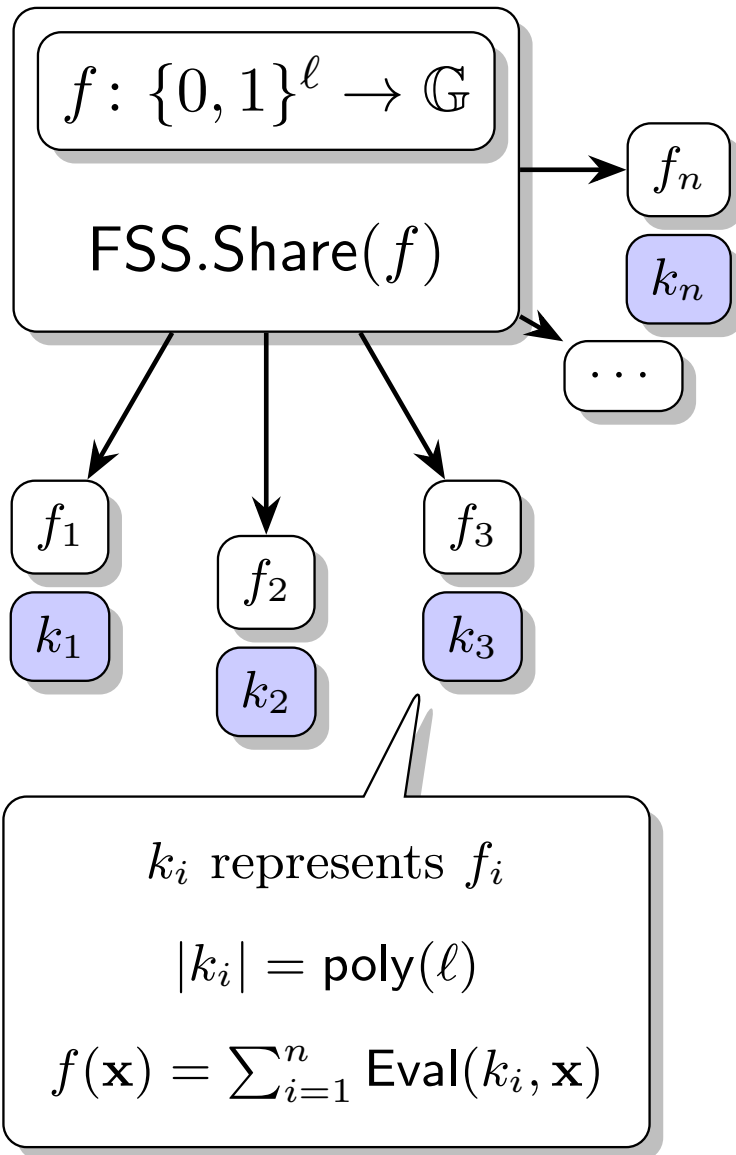 f: {0, 1}^ℓ → 𝔾
FSS.Share(f)
f_n
k_n
···
f_1
k_1
f_2
k_2
f_3
k_3
k_i represents f_i
|k_i| = poly(ℓ)
f(𝐱) = ∑_{i=1}^{n} Eval(k_i, 𝐱)